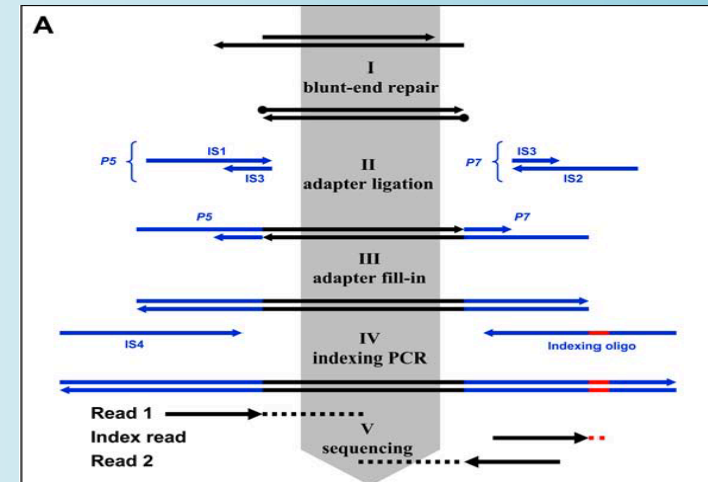 A
I
blunt-end repair
P5 { IS1
IS3
P7 { IS3
IS2
II
adapter ligation
P5
P7
III
adapter fill-in
IS4
IV
indexing PCR
Indexing oligo
Read 1
Index read
Read 2
V
sequencing